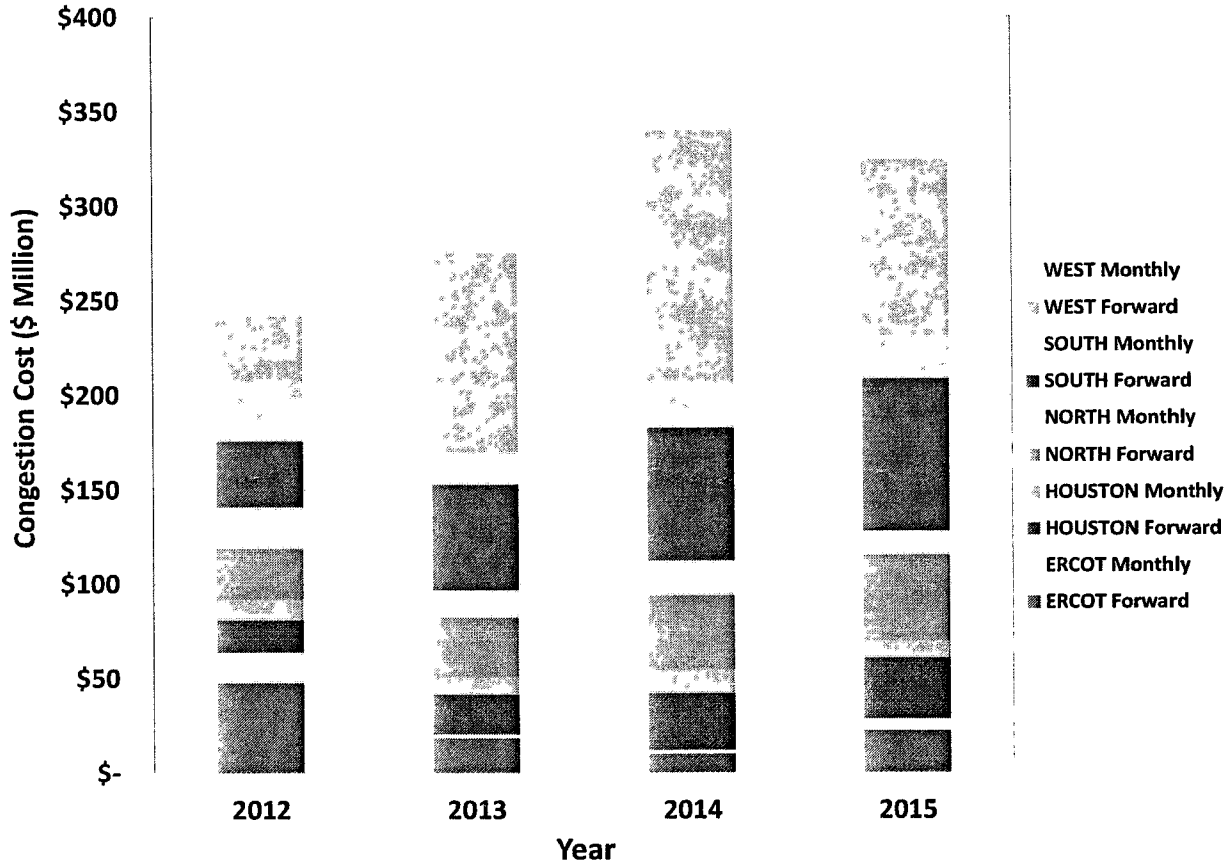 $400
$350
$300
$250
$200
$150
$100
$50
$-
Congestion Cost ($ Million)
2012
2013
2014
2015
Year
WEST Monthly
WEST Forward
SOUTH Monthly
SOUTH Forward
NORTH Monthly
NORTH Forward
HOUSTON Monthly
HOUSTON Forward
ERCOT Monthly
ERCOT Forward